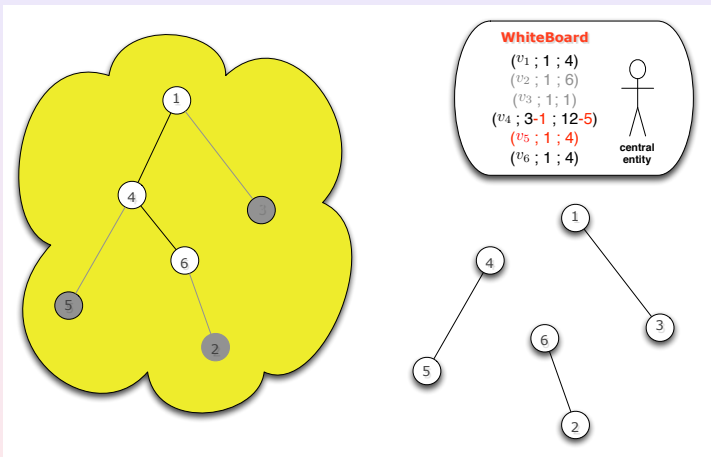 WhiteBoard
(v1 ; 1 ; 4)
(v2 ; 1 ; 6)
(v3 ; 1; 1)
(v4 ; 3-1 ; 12-5)
(v5 ; 1 ; 4)
(v6 ; 1 ; 4)
central
entity
1
4
3
6
5
2
1
4
3
6
5
2